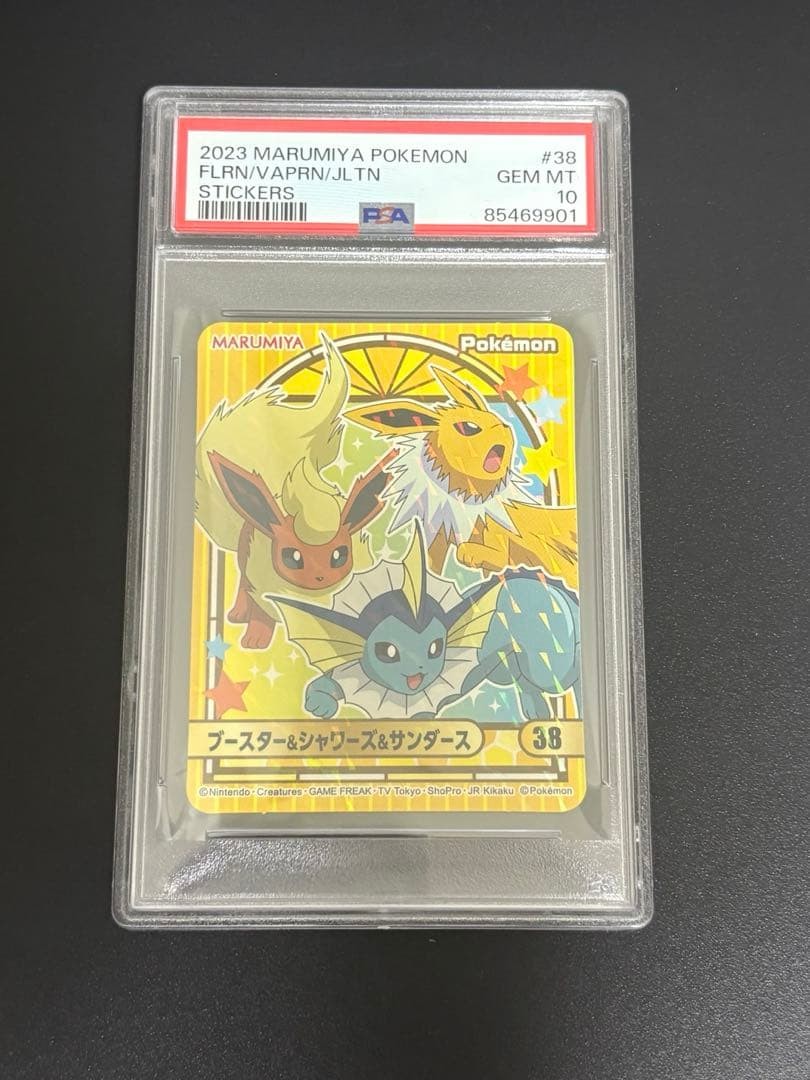 2023 MARUMIYA POKEMON #38
FLRN/VAPRN/JLTN GEM MT
STICKERS 10
PSA 85469901
MARUMIYA Pokémon
ブースター&シャワーズ&サンダース 38
©Nintendo・Creatures・GAME FREAK・TV Tokyo・ShoPro・JR Kikaku ©Pokémon